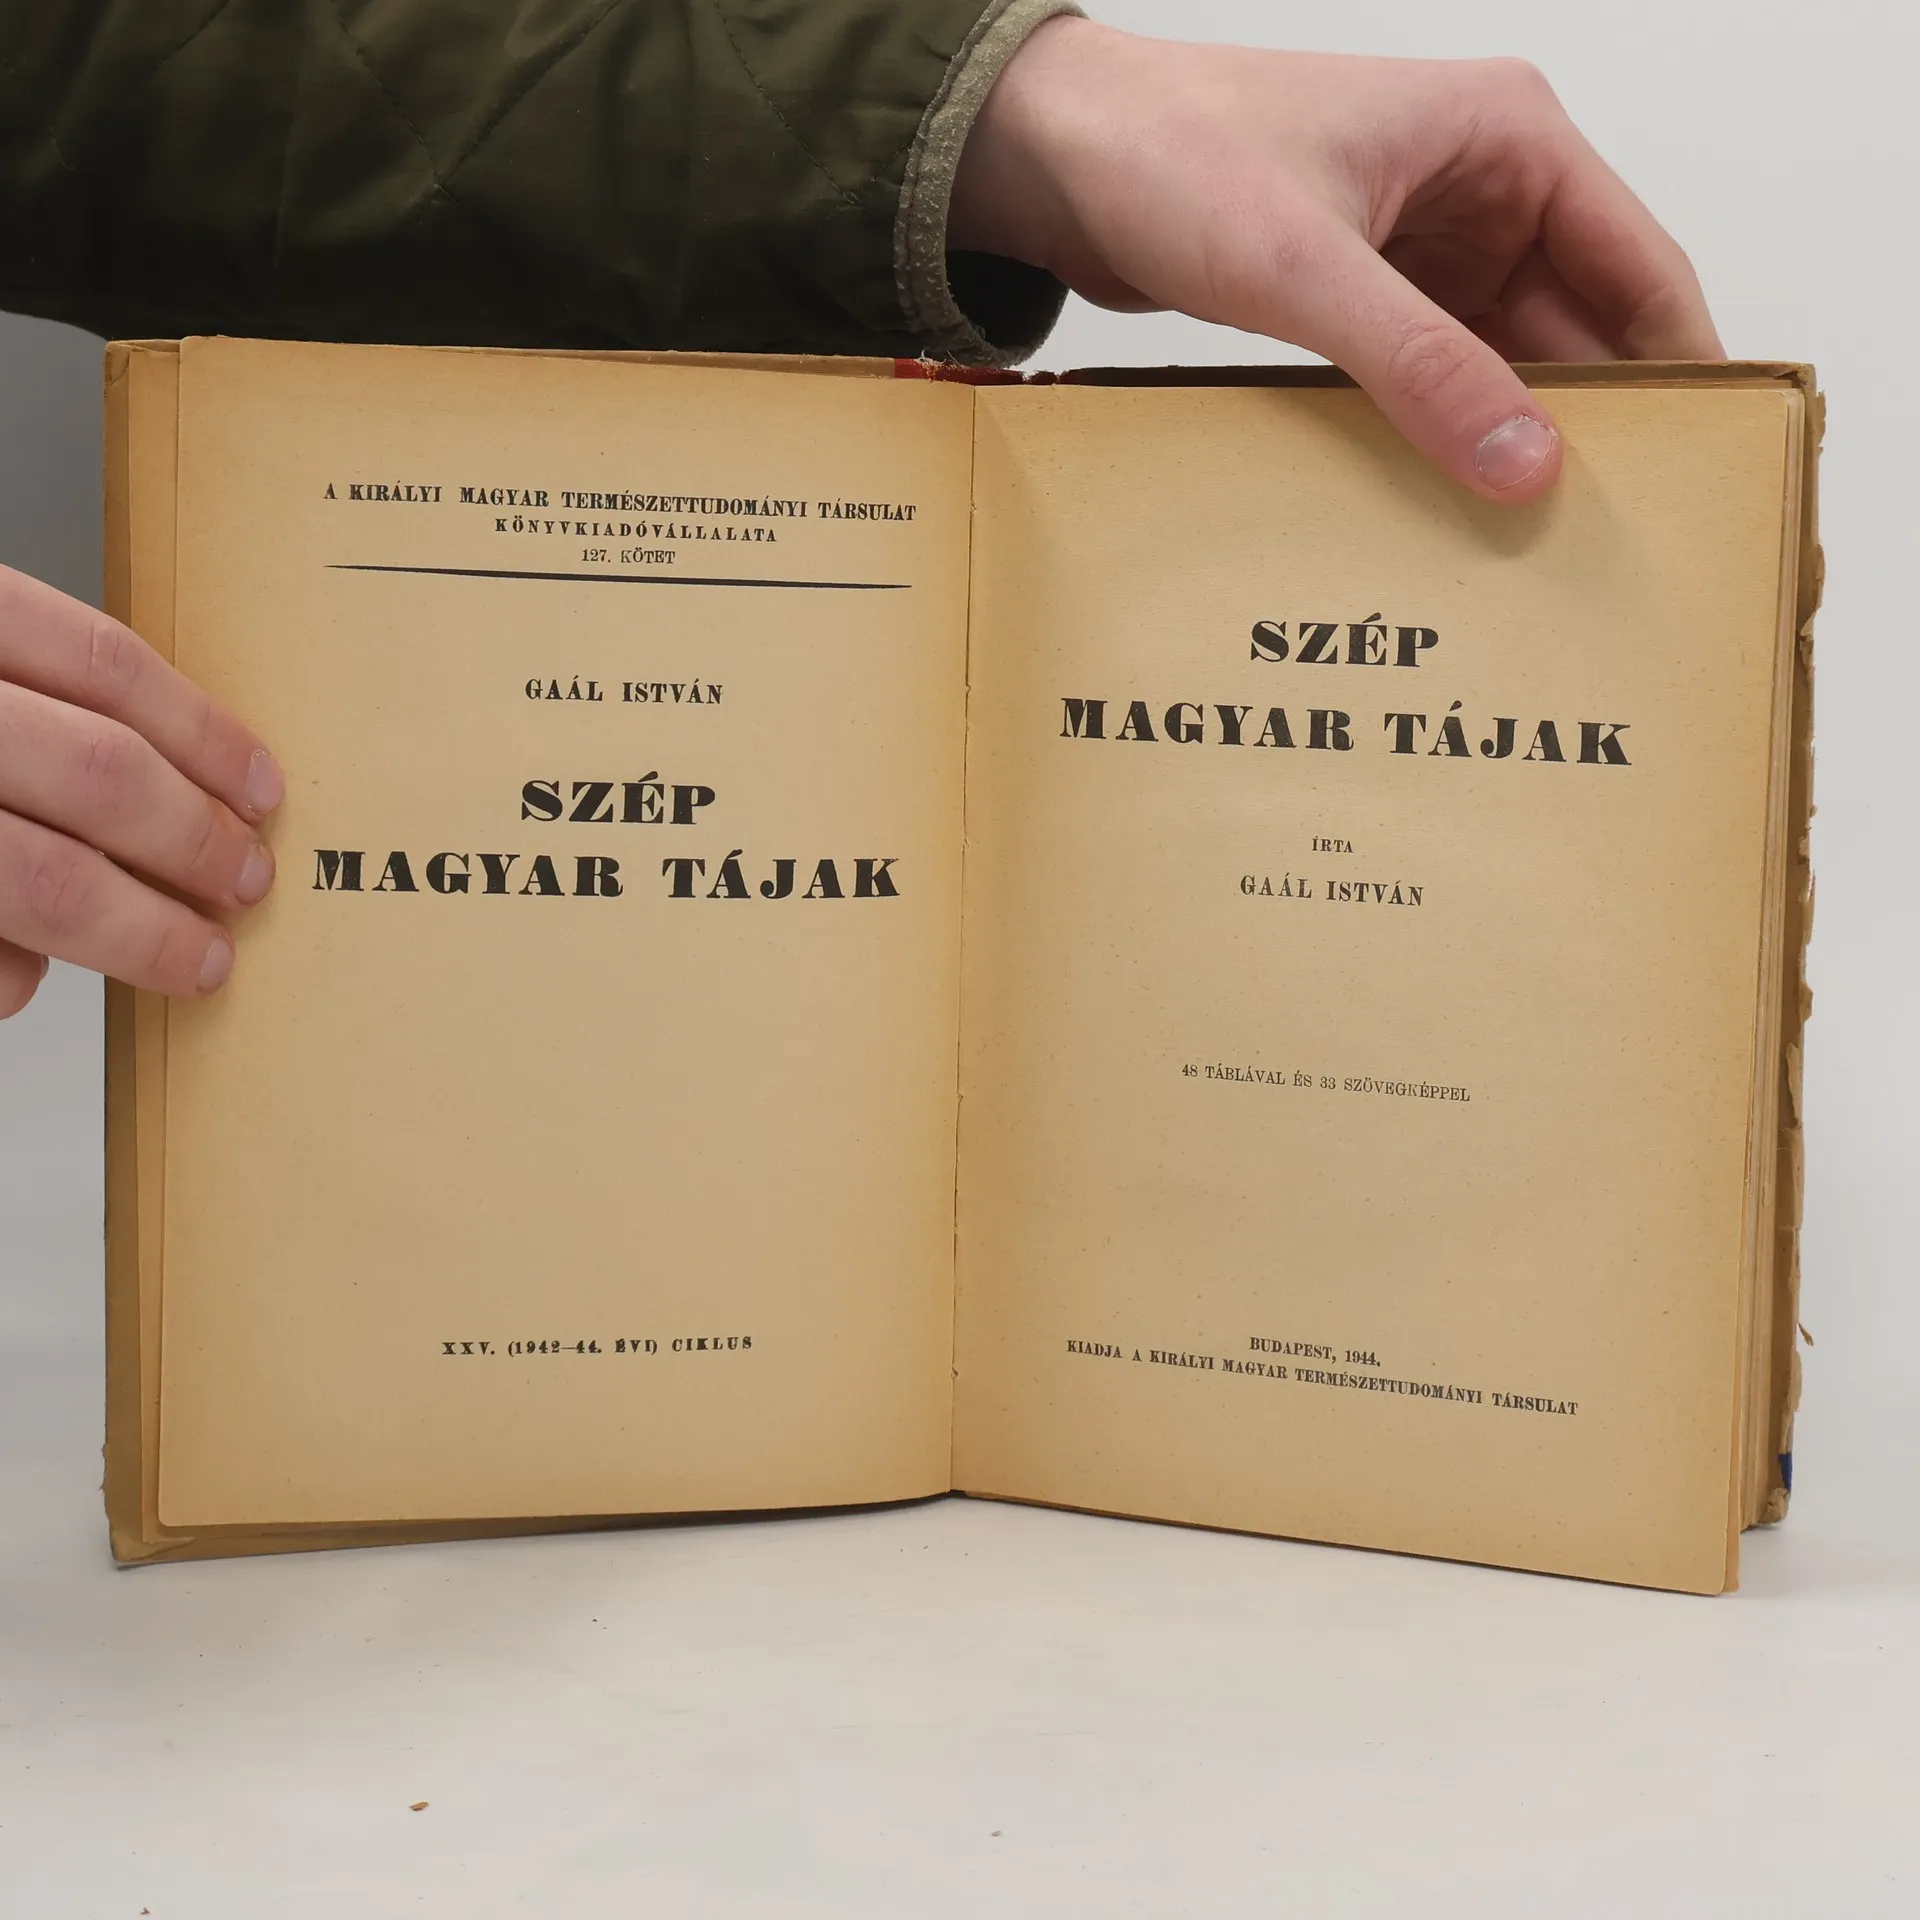 A KIRÁLYI MAGYAR TERMÉSZETTUDOMÁNYI TÁRSULAT
KÖNYVKIADÓVÁLLALATA
127. KÖTET
GAÁL ISTVÁN
SZÉP
MAGYAR TÁJAK
XXV. (1942—44. ÉVI) CIKLUS
SZÉP
MAGYAR TÁJAK
ÍRTA
GAÁL ISTVÁN
48 TÁBLÁVAL ÉS 33 SZÖVEGKÉPPEL
BUDAPEST, 1944.
KIADJA A KIRÁLYI MAGYAR TERMÉSZETTUDOMÁNYI TÁRSULAT